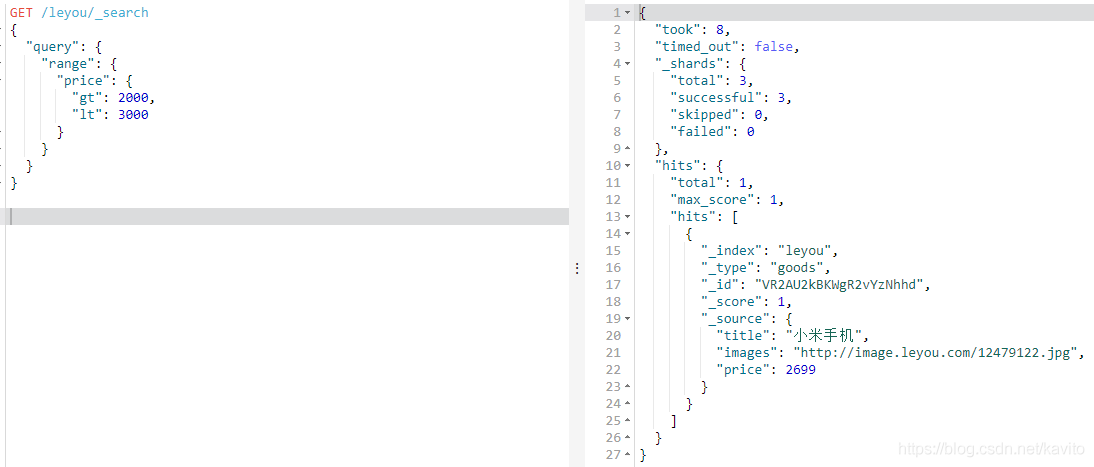 GET /leyou/_search
{
  "query": {
    "range": {
      "price": {
        "gt": 2000,
        "lt": 3000
      }
    }
  }
}
1 {
2   "took": 8,
3   "timed_out": false,
4   "_shards": {
5     "total": 3,
6     "successful": 3,
7     "skipped": 0,
8     "failed": 0
9   },
10   "hits": {
11     "total": 1,
12     "max_score": 1,
13     "hits": [
14       {
15         "_index": "leyou",
16         "_type": "goods",
17         "_id": "VR2AU2kBKWgR2vYzNhhd",
18         "_score": 1,
19         "_source": {
20           "title": "小米手机",
21           "images": "http://image.leyou.com/12479122.jpg",
22           "price": 2699
23         }
24       }
25     ]
26   }
27 }
https://blog.csdn.net/kavito